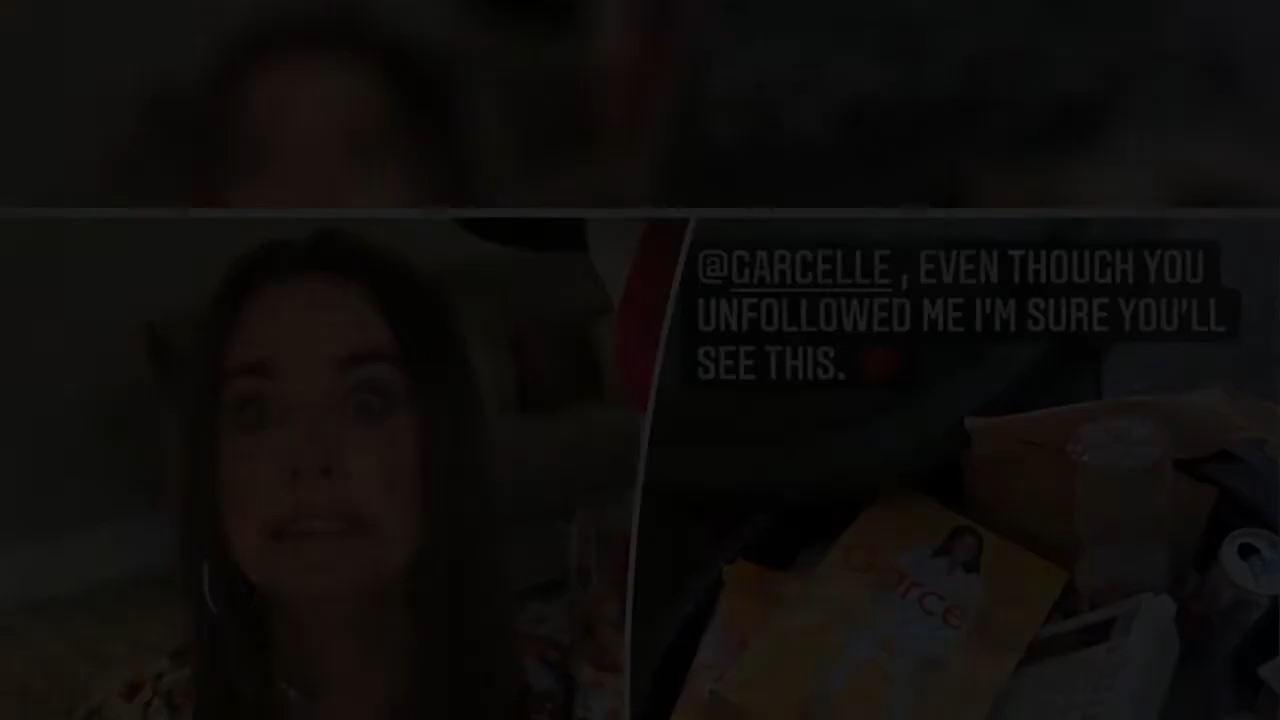 @GARCELLE , EVEN THOUGH YOU
UNFOLLOWED ME I'M SURE YOU'LL
SEE THIS.